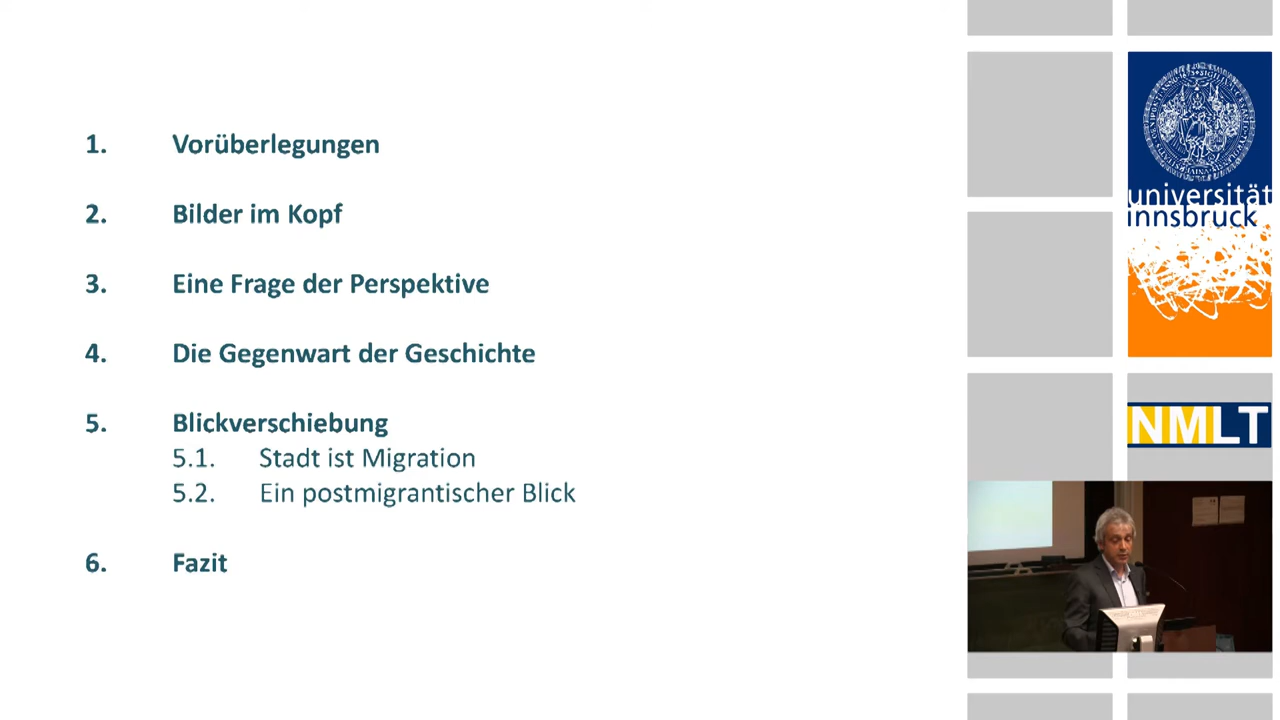 1. Vorüberlegungen
2. Bilder im Kopf
3. Eine Frage der Perspektive
4. Die Gegenwart der Geschichte
5. Blickverschiebung
5.1. Stadt ist Migration
5.2. Ein postmigrantischer Blick
6. Fazit
universität
innsbruck
NMLT